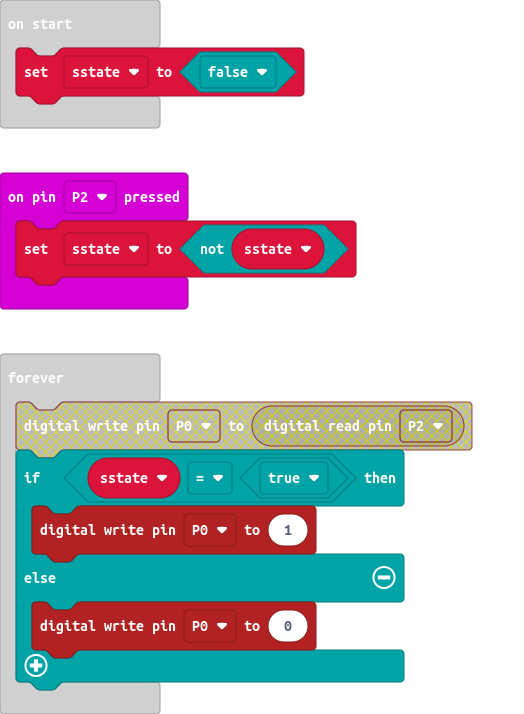 on start
set sstate to false
on pin P2 pressed
set sstate to not sstate
forever
digital write pin P0 to digital read pin P2
if sstate = true then
digital write pin P0 to 1
else
digital write pin P0 to 0